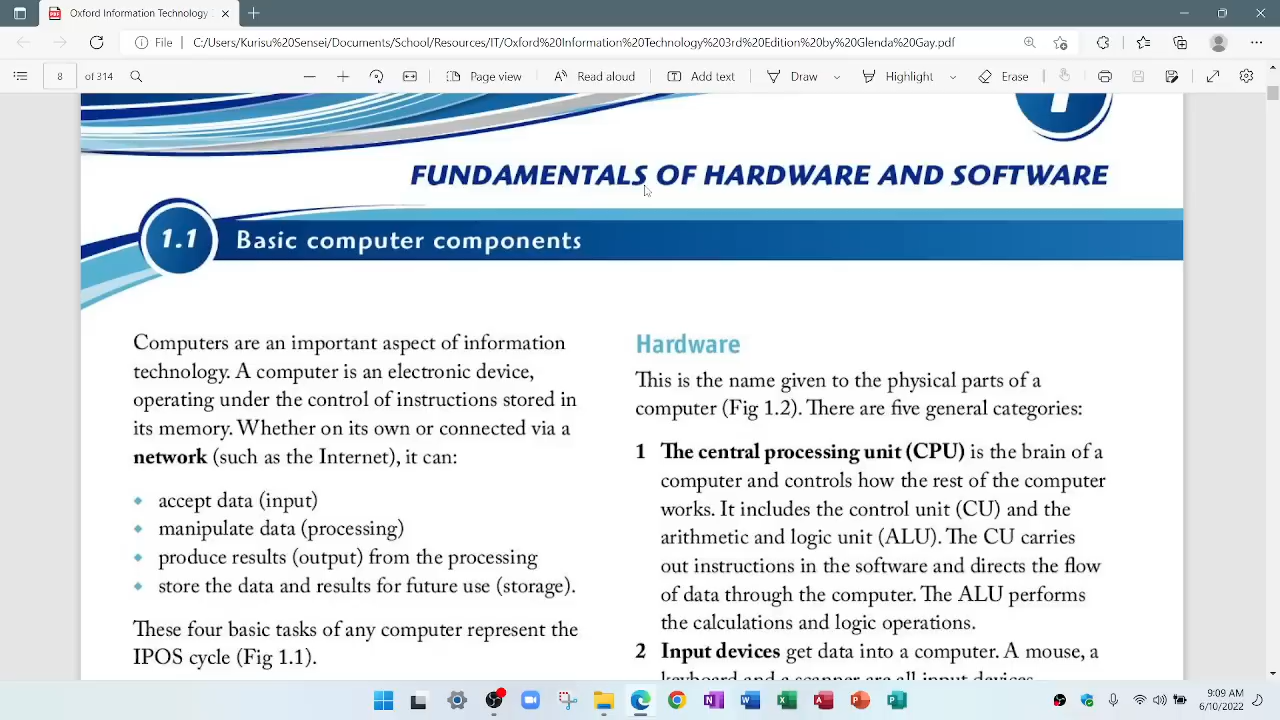 Oxford Information Technology
File
C:/Users/Kurisu%20Sensei/Documents/School/Resources/IT/Oxford%20Information%20Technology%203rd%20Edition%20by%20Glenda%20Gay.pdf
8 of 314
Page view
Read aloud
Add text
Draw
Highlight
Erase
FUNDAMENTALS OF HARDWARE AND SOFTWARE
1.1 Basic computer components
Computers are an important aspect of information
technology. A computer is an electronic device,
operating under the control of instructions stored in
its memory. Whether on its own or connected via a
network (such as the Internet), it can:
accept data (input)
manipulate data (processing)
produce results (output) from the processing
store the data and results for future use (storage).
These four basic tasks of any computer represent the
IPOS cycle (Fig 1.1).
Hardware
This is the name given to the physical parts of a
computer (Fig 1.2). There are five general categories:
1 The central processing unit (CPU) is the brain of a
computer and controls how the rest of the computer
works. It includes the control unit (CU) and the
arithmetic and logic unit (ALU). The CU carries
out instructions in the software and directs the flow
of data through the computer. The ALU performs
the calculations and logic operations.
2 Input devices get data into a computer. A mouse, a
keyboard and a scanner are all input devices
9:09 AM
6/10/2022